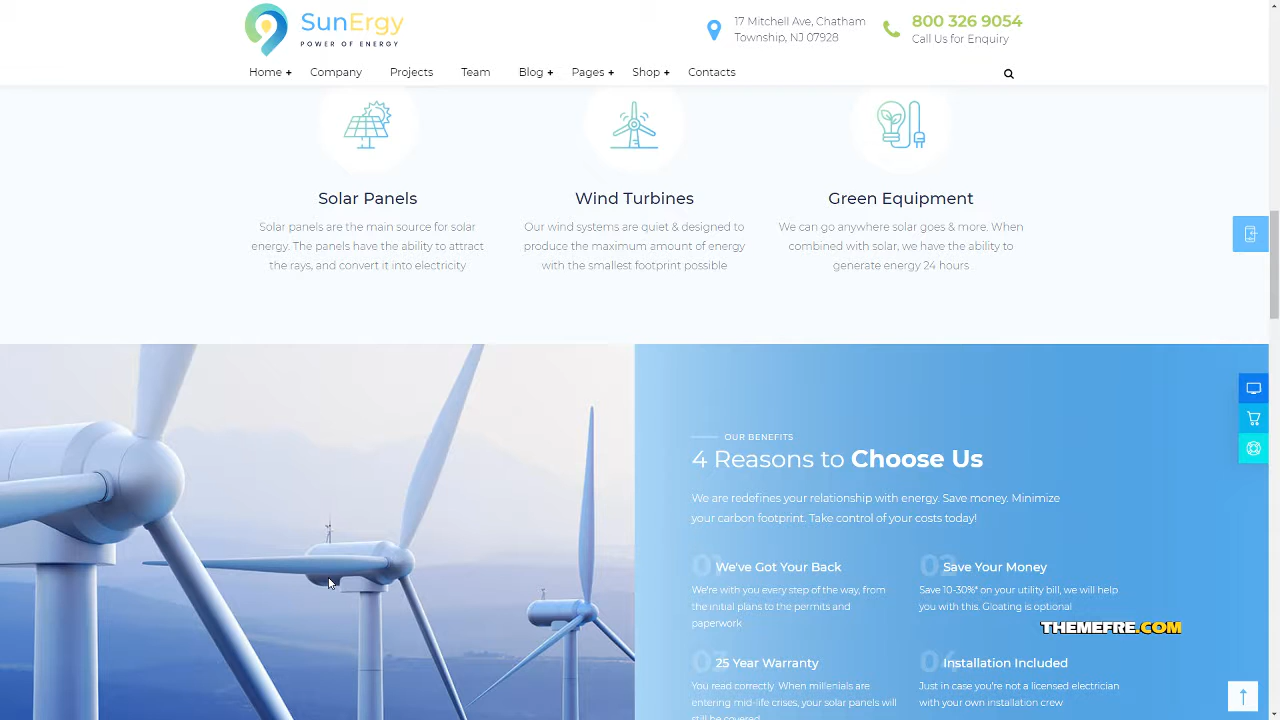 SunErgy
POWER OF ENERGY
17 Mitchell Ave, Chatham
Township, NJ 07928
800 326 9054
Call Us for Enquiry
Home + Company Projects Team Blog + Pages + Shop + Contacts
Solar Panels
Solar panels are the main source for solar
energy. The panels have the ability to attract
the rays, and convert it into electricity
Wind Turbines
Our wind systems are quiet & designed to
produce the maximum amount of energy
with the smallest footprint possible
Green Equipment
We can go anywhere solar goes & more. When
combined with solar, we have the ability to
generate energy 24 hours
OUR BENEFITS
4 Reasons to Choose Us
We are redefines your relationship with energy. Save money. Minimize
your carbon footprint. Take control of your costs today!
01 We've Got Your Back
We're with you every step of the way, from
the initial plans to the permits and
paperwork
02 Save Your Money
Save 10-30%* on your utility bill, we will help
you with this. Gloating is optional
THEMEFRE.COM
03 25 Year Warranty
You read correctly. When millenials are
entering mid-life crises, your solar panels will
still be covered
04 Installation Included
Just in case you're not a licensed electrician
with your own installation crew